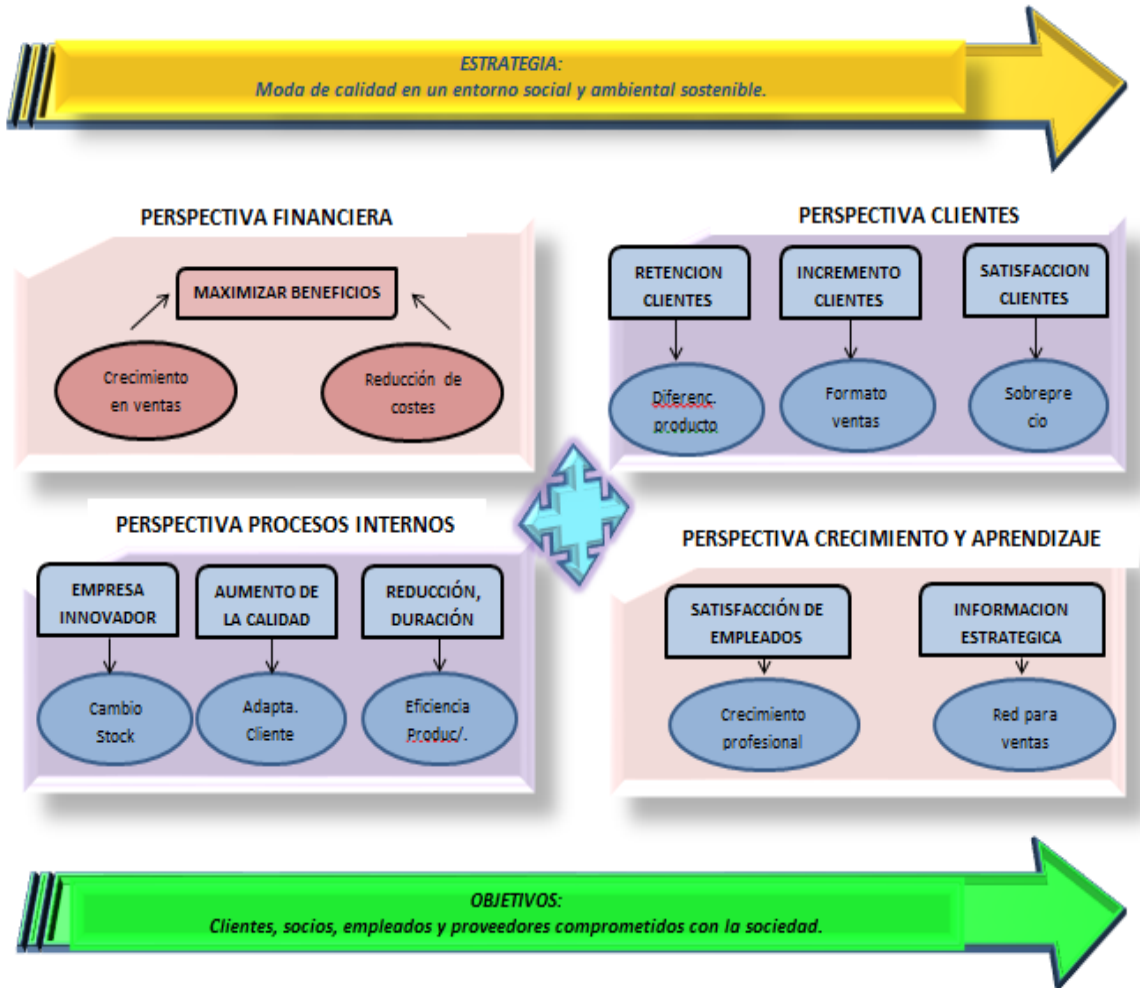 ESTRATEGIA:
Moda de calidad en un entorno social y ambiental sostenible.
PERSPECTIVA FINANCIERA
MAXIMIZAR BENEFICIOS
Crecimiento
en ventas
Reducción de
costes
PERSPECTIVA CLIENTES
RETENCION
CLIENTES
INCREMENTO
CLIENTES
SATISFACCION
CLIENTES
Diferenc.
producto
Formato
ventas
Sobrepre
cio
PERSPECTIVA PROCESOS INTERNOS
EMPRESA
INNOVADOR
AUMENTO DE
LA CALIDAD
REDUCCIÓN,
DURACIÓN
Cambio
Stock
Adapta.
Cliente
Eficiencia
Produc/.
PERSPECTIVA CRECIMIENTO Y APRENDIZAJE
SATISFACCIÓN DE
EMPLEADOS
INFORMACION
ESTRATEGICA
Crecimiento
profesional
Red para
ventas
OBJETIVOS:
Clientes, socios, empleados y proveedores comprometidos con la sociedad.